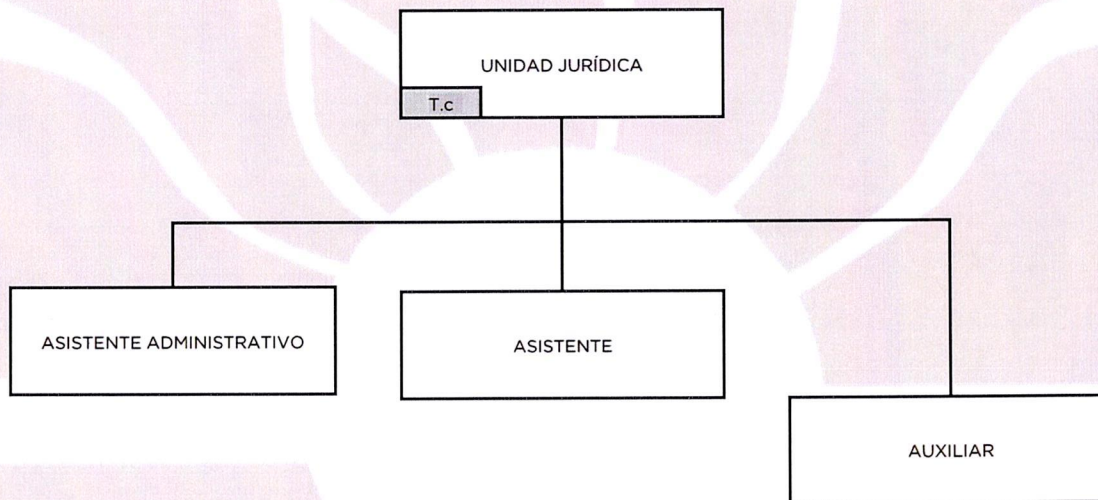 UNIDAD JURÍDICA
T.c
ASISTENTE ADMINISTRATIVO
ASISTENTE
AUXILIAR